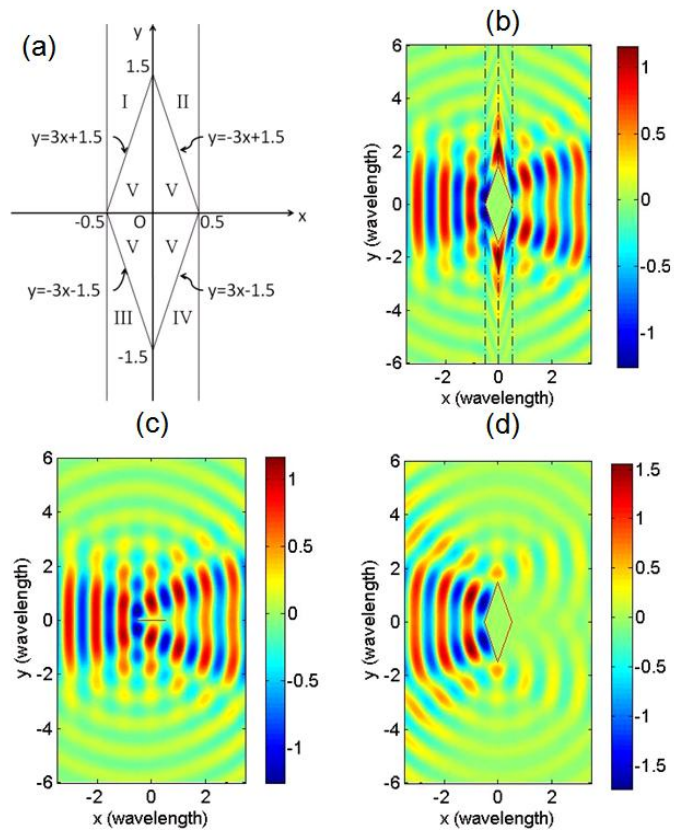 (a)
y
1.5
I
II
y=3x+1.5
y=-3x+1.5
V
V
-0.5
O
0.5
x
V
V
y=-3x-1.5
y=3x-1.5
III
IV
-1.5
(b)
6
4
2
0
-2
-4
-6
y (wavelength)
-2
0
2
x (wavelength)
1
0.5
0
-0.5
-1
(c)
6
4
2
0
-2
-4
-6
y (wavelength)
-2
0
2
x (wavelength)
1
0.5
0
-0.5
-1
(d)
6
4
2
0
-2
-4
-6
y (wavelength)
-2
0
2
x (wavelength)
1.5
1
0.5
0
-0.5
-1
-1.5